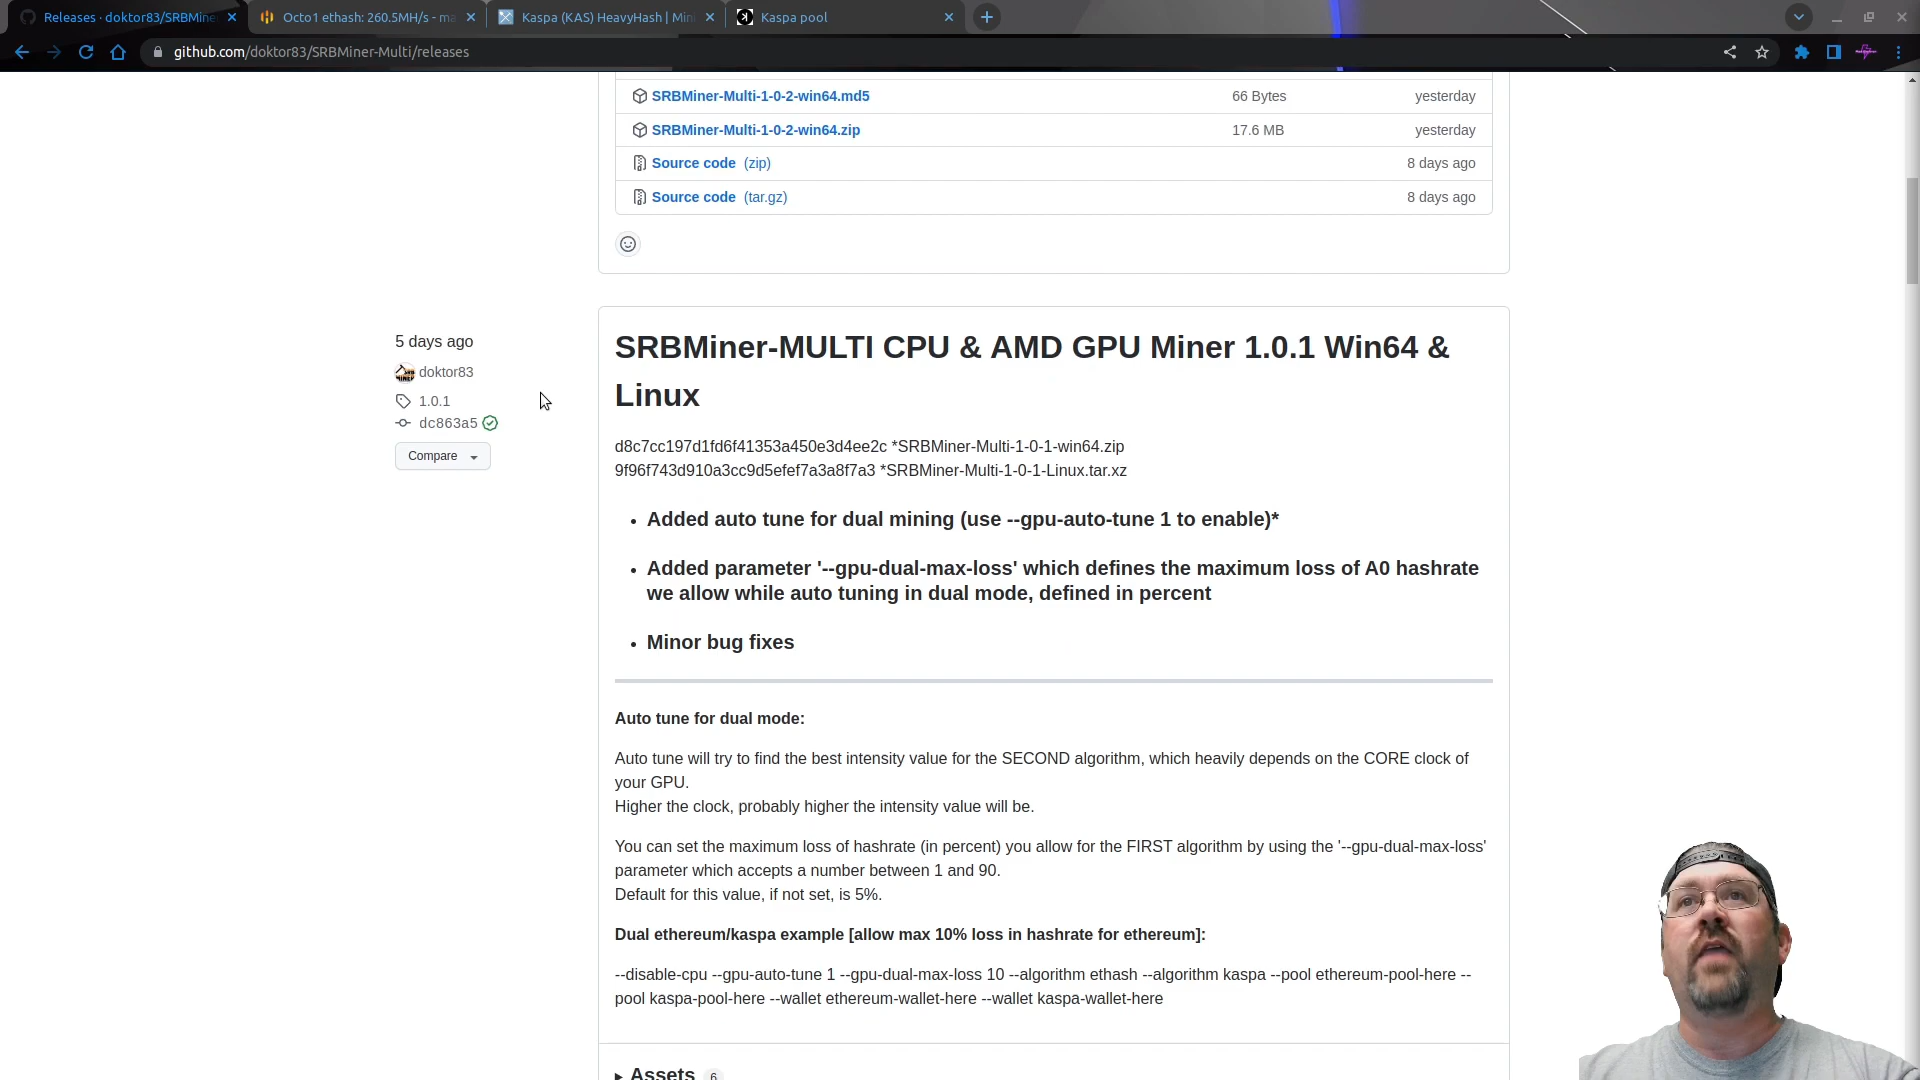 Releases · doktor83/SRBMine
Octo1 ethash: 260.5MH/s - ma
Kaspa (KAS) HeavyHash | Min
Kaspa pool
github.com/doktor83/SRBMiner-Multi/releases
SRBMiner-Multi-1-0-2-win64.md5 66 Bytes yesterday
SRBMiner-Multi-1-0-2-win64.zip 17.6 MB yesterday
Source code (zip) 8 days ago
Source code (tar.gz) 8 days ago
5 days ago
doktor83
1.0.1
dc863a5
Compare
SRBMiner-MULTI CPU & AMD GPU Miner 1.0.1 Win64 &
Linux
d8c7cc197d1fd6f41353a450e3d4ee2c *SRBMiner-Multi-1-0-1-win64.zip
9f96f743d910a3cc9d5efef7a3a8f7a3 *SRBMiner-Multi-1-0-1-Linux.tar.xz
• Added auto tune for dual mining (use --gpu-auto-tune 1 to enable)*
• Added parameter '--gpu-dual-max-loss' which defines the maximum loss of A0 hashrate
we allow while auto tuning in dual mode, defined in percent
• Minor bug fixes
Auto tune for dual mode:
Auto tune will try to find the best intensity value for the SECOND algorithm, which heavily depends on the CORE clock of
your GPU.
Higher the clock, probably higher the intensity value will be.
You can set the maximum loss of hashrate (in percent) you allow for the FIRST algorithm by using the '--gpu-dual-max-loss'
parameter which accepts a number between 1 and 90.
Default for this value, if not set, is 5%.
Dual ethereum/kaspa example [allow max 10% loss in hashrate for ethereum]:
--disable-cpu --gpu-auto-tune 1 --gpu-dual-max-loss 10 --algorithm ethash --algorithm kaspa --pool ethereum-pool-here --
pool kaspa-pool-here --wallet ethereum-wallet-here --wallet kaspa-wallet-here
Assets 6